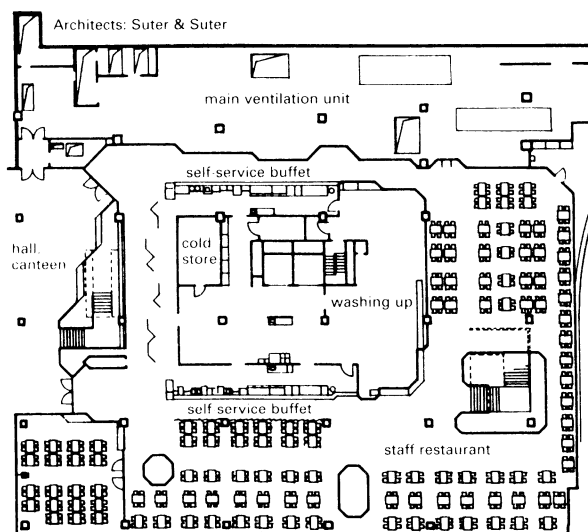 Architects: Suter & Suter
main ventilation unit
self-service buffet
hall,
canteen
cold
store
washing up
self service buffet
staff restaurant